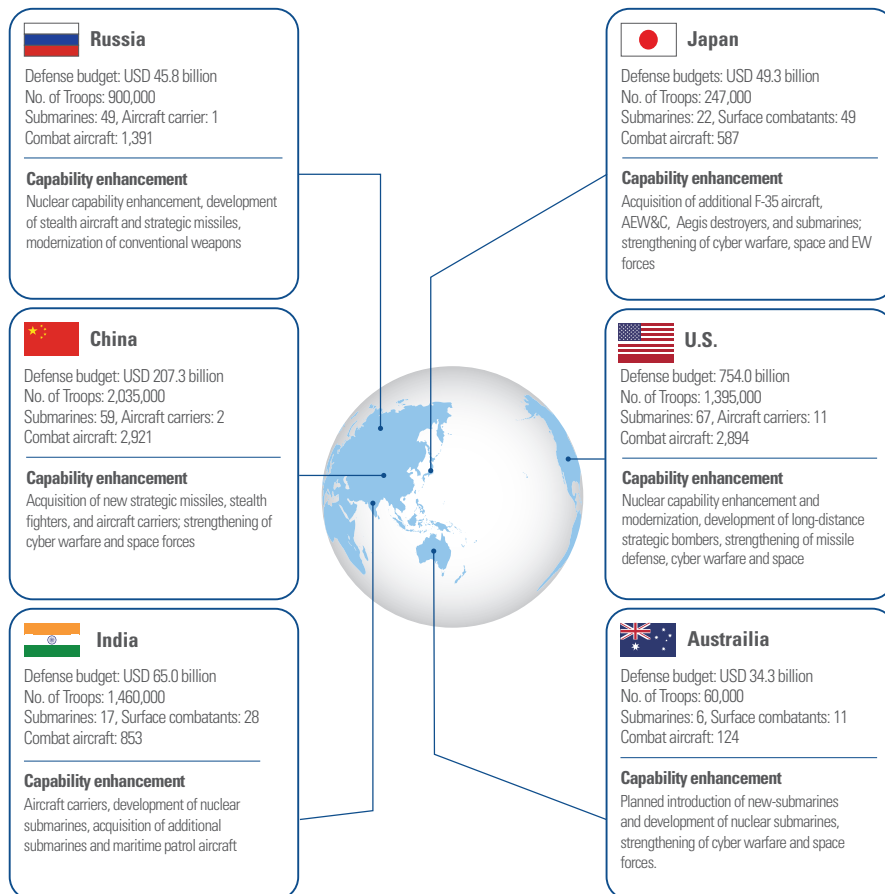 Russia
Defense budget: USD 45.8 billion
No. of Troops: 900,000
Submarines: 49, Aircraft carrier: 1
Combat aircraft: 1,391
Capability enhancement
Nuclear capability enhancement, development
of stealth aircraft and strategic missiles,
modernization of conventional weapons
Japan
Defense budgets: USD 49.3 billion
No. of Troops: 247,000
Submarines: 22, Surface combatants: 49
Combat aircraft: 587
Capability enhancement
Acquisition of additional F-35 aircraft,
AEW&C, Aegis destroyers, and submarines;
strengthening of cyber warfare, space and EW
forces
China
Defense budget: USD 207.3 billion
No. of Troops: 2,035,000
Submarines: 59, Aircraft carriers: 2
Combat aircraft: 2,921
Capability enhancement
Acquisition of new strategic missiles, stealth
fighters, and aircraft carriers; strengthening of
cyber warfare and space forces
U.S.
Defense budget: 754.0 billion
No. of Troops: 1,395,000
Submarines: 67, Aircraft carriers: 11
Combat aircraft: 2,894
Capability enhancement
Nuclear capability enhancement and
modernization, development of long-distance
strategic bombers, strengthening of missile
defense, cyber warfare and space
India
Defense budget: USD 65.0 billion
No. of Troops: 1,460,000
Submarines: 17, Surface combatants: 28
Combat aircraft: 853
Capability enhancement
Aircraft carriers, development of nuclear
submarines, acquisition of additional
submarines and maritime patrol aircraft
Austrailia
Defense budget: USD 34.3 billion
No. of Troops: 60,000
Submarines: 6, Surface combatants: 11
Combat aircraft: 124
Capability enhancement
Planned introduction of new-submarines
and development of nuclear submarines,
strengthening of cyber warfare and space
forces.